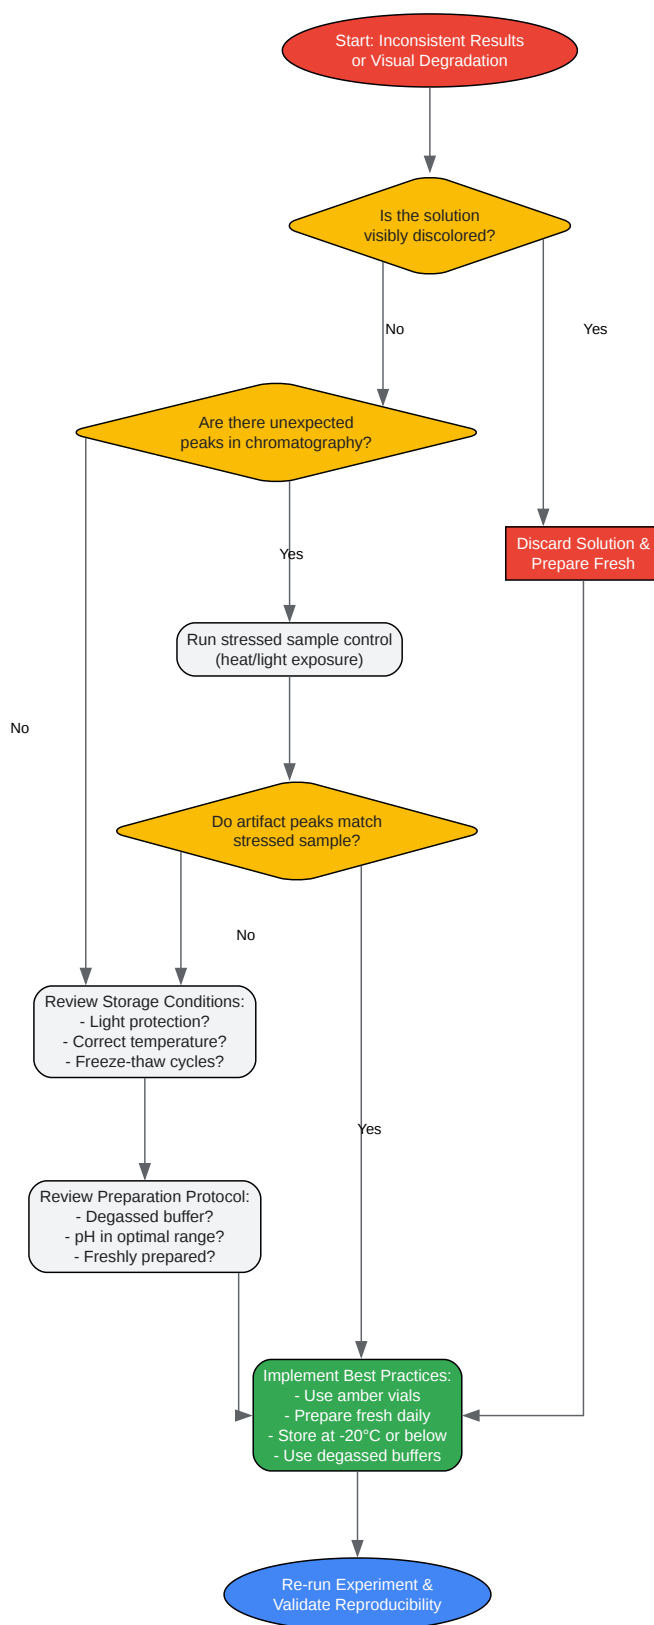 Start: Inconsistent Results
or Visual Degradation
Is the solution
visibly discolored?
No
Yes
Are there unexpected
peaks in chromatography?
Discard Solution &
Prepare Fresh
Yes
Run stressed sample control
(heat/light exposure)
No
Do artifact peaks match
stressed sample?
No
Review Storage Conditions:
- Light protection?
- Correct temperature?
- Freeze-thaw cycles?
Yes
Review Preparation Protocol:
- Degassed buffer?
- pH in optimal range?
- Freshly prepared?
Implement Best Practices:
- Use amber vials
- Prepare fresh daily
- Store at -20°C or below
- Use degassed buffers
Re-run Experiment &
Validate Reproducibility